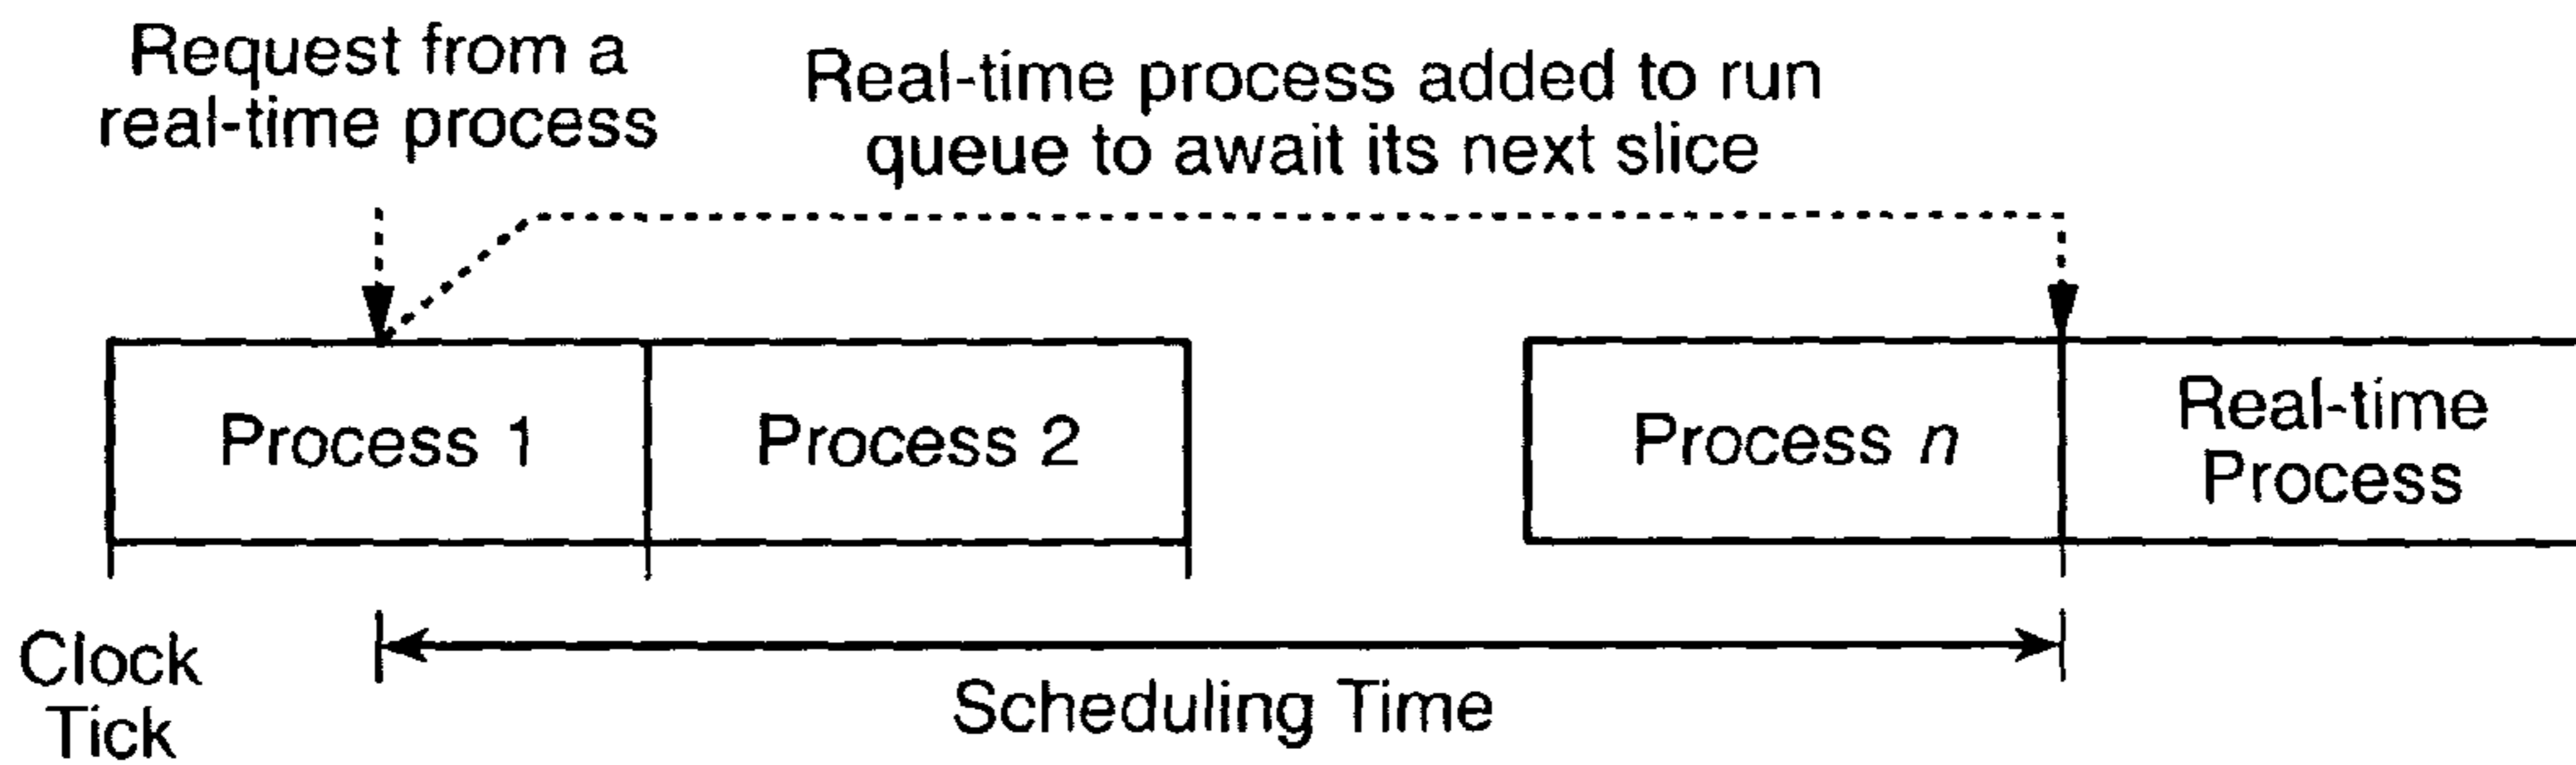 Request from a
real-time process
Real-time process added to run
queue to await its next slice
Process 1
Process 2
Process n
Real-time
Process
Clock
Tick
Scheduling Time